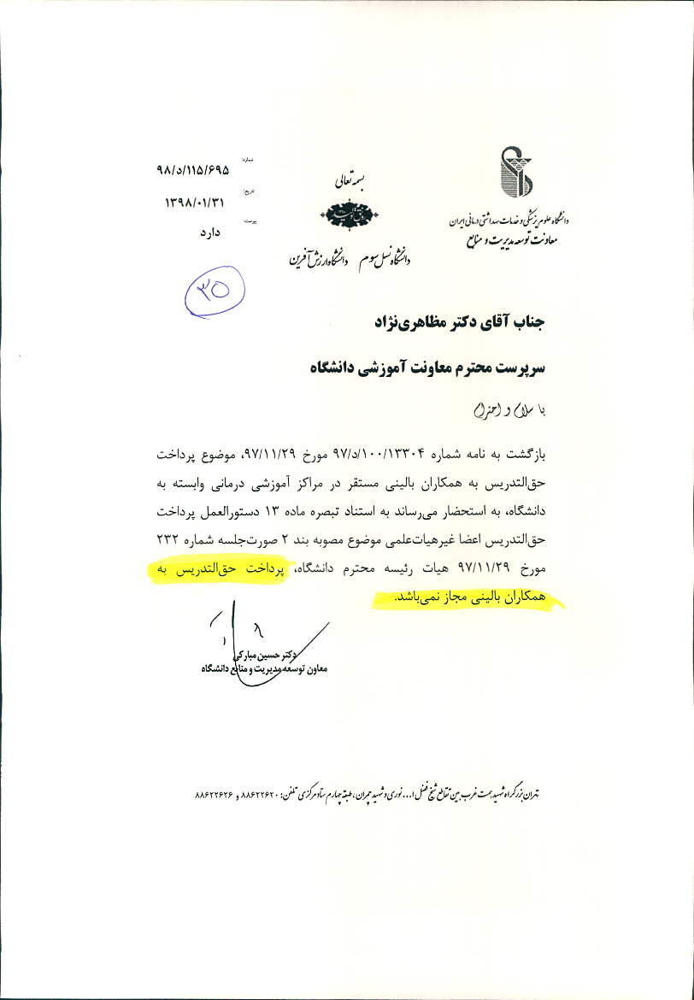 دانشگاه علوم پزشکی و خدمات بهداشتی درمانی ایران
معاونت توسعه مدیریت و منابع
بسمه تعالی
دانشگاه نسل سوم دانشگاه ارزش آفرین
شماره:
۹۸/د/۱۱۵/۶۹۵
تاریخ:
۱۳۹۸/۰۱/۳۱
پیوست:
دارد
۳۵
جناب آقای دکتر مظاهری‌نژاد
سرپرست محترم معاونت آموزشی دانشگاه
با سلام و احترام
بازگشت به نامه شماره ۹۷/د/۱۰۰/۱۳۳۰۴ مورخ ۹۷/۱۱/۲۹، موضوع پرداخت
حق‌التدریس به همکاران بالینی مستقر در مراکز آموزشی درمانی وابسته به
دانشگاه، به استحضار می‌رساند به استناد تبصره ماده ۱۳ دستورالعمل پرداخت
حق‌التدریس اعضا غیرهیات‌علمی موضوع مصوبه بند ۲ صورت‌جلسه شماره ۲۳۲
مورخ ۹۷/۱۱/۲۹ هیات رئیسه محترم دانشگاه، پرداخت حق‌التدریس به
همکاران بالینی مجاز نمی‌باشد.
دکتر حسین مبارکی
معاون توسعه مدیریت و منابع دانشگاه
تهران بزرگراه شهید همت غرب بین تقاطع شیخ فضل ا... نوری و شهید چمران، طبقه چهارم ستاد مرکزی تلفن: ۸۸۶۲۲۶۲۰ و ۸۸۶۲۲۶۲۶